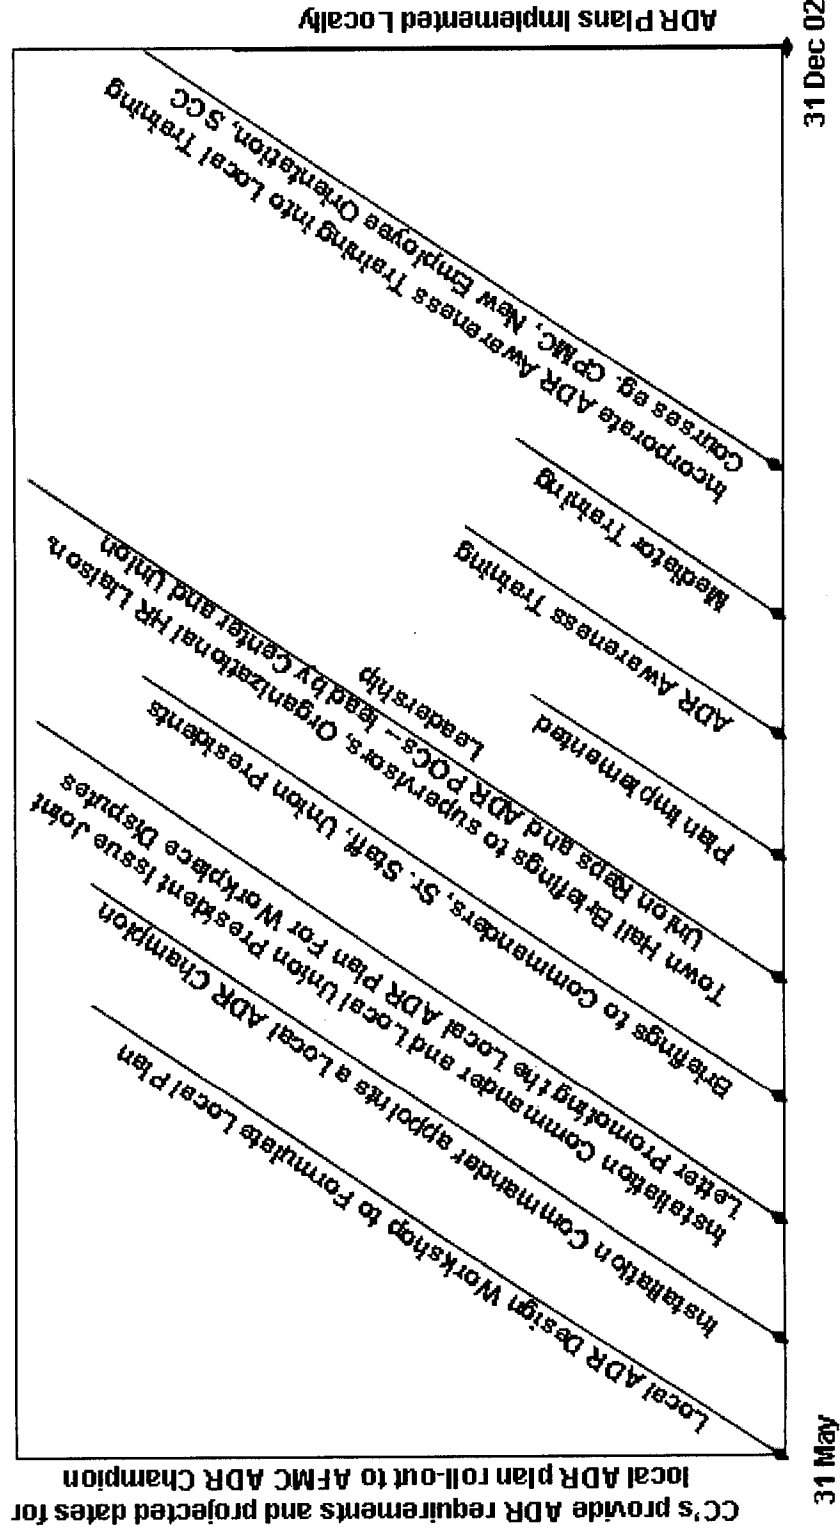 CC's provide ADR requirements and projected dates for
local ADR plan roll-out to AFMC ADR Champion
31 May
Local ADR Design Workshop to Formulate Local Plan
Installation Commander appoints a Local ADR Champion
Installation Commander and Local Union President Issue Joint
Letter Promoting the Local ADR Plan For Workplace Disputes
Briefings to Commanders, Sr. Staff, Union Presidents
Town Hall Briefings to supervisors, Organizational HR Liaison,
Union Reps and ADR POCs – lead by Center and Union
Leadership
Plan Implemented
ADR Awareness Training
Mediator Training
Incorporate ADR Awareness Training into Local Training
Courses eg. CPMC, New Employee Orientation, SCC
ADR Plans Implemented Locally
31 Dec 02